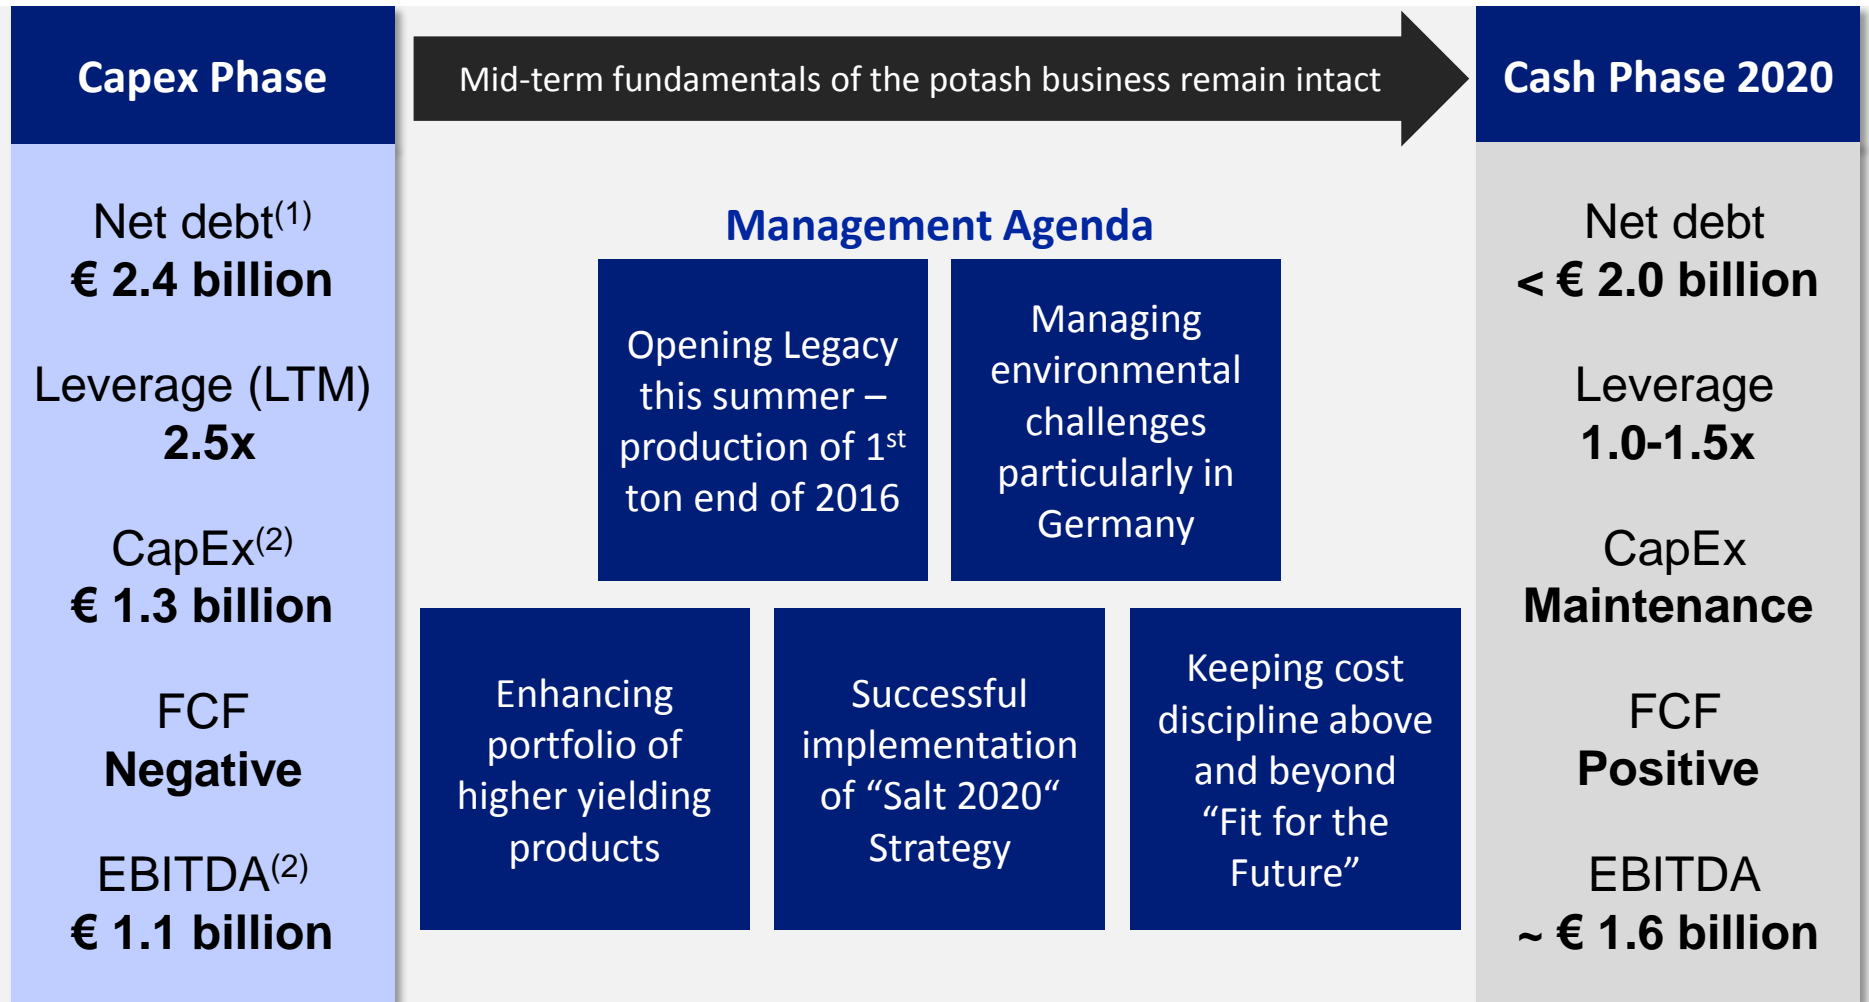 Capex Phase
Mid-term fundamentals of the potash business remain intact
Cash Phase 2020
Net debt(1)
€ 2.4 billion
Leverage (LTM)
2.5x
CapEx(2)
€ 1.3 billion
FCF
Negative
EBITDA(2)
€ 1.1 billion
Management Agenda
Opening Legacy
this summer –
production of 1st
ton end of 2016
Managing
environmental
challenges
particularly in
Germany
Enhancing
portfolio of
higher yielding
products
Successful
implementation
of “Salt 2020“
Strategy
Keeping cost
discipline above
and beyond
“Fit for the
Future”
Net debt
< € 2.0 billion
Leverage
1.0-1.5x
CapEx
Maintenance
FCF
Positive
EBITDA
~ € 1.6 billion